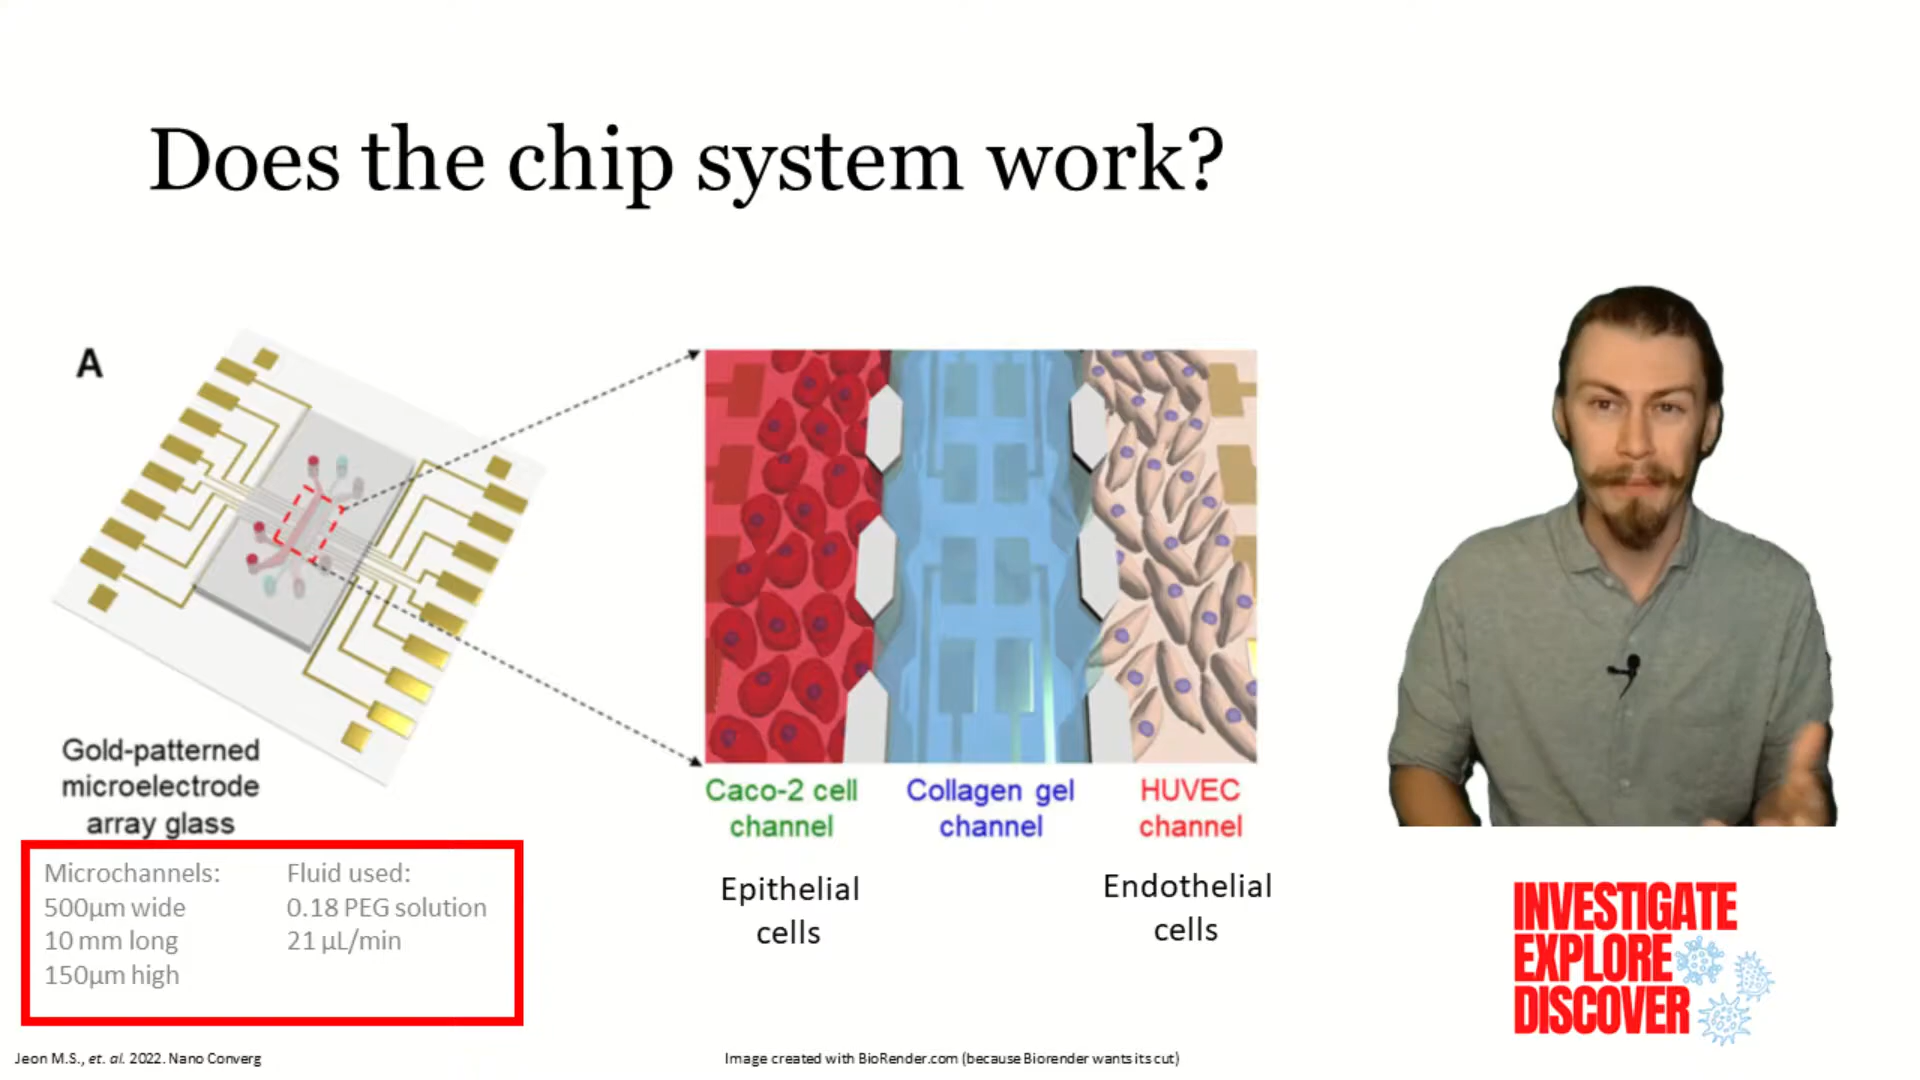 Does the chip system work?
A
Gold-patterned
microelectrode
array glass
Caco-2 cell
channel
Collagen gel
channel
HUVEC
channel
Epithelial
cells
Endothelial
cells
Microchannels:
500µm wide
10 mm long
150µm high
Fluid used:
0.18 PEG solution
21 µL/min
INVESTIGATE
EXPLORE
DISCOVER
Jeon M.S., et. al. 2022. Nano Converg
Image created with BioRender.com (because Biorender wants its cut)